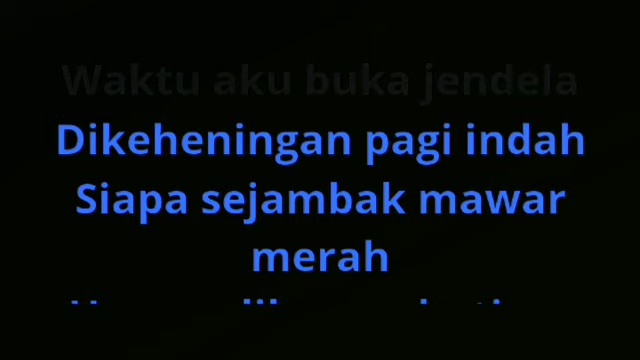 Waktu aku buka jendela
Dikeheningan pagi indah
Siapa sejambak mawar
merah